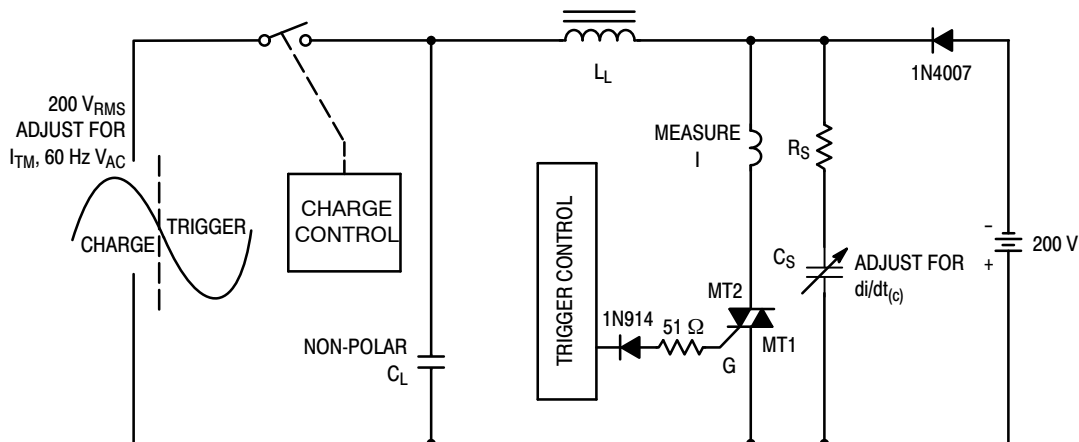 200 V_RMS
ADJUST FOR
I_TM, 60 Hz V_AC
CHARGE
TRIGGER
CHARGE
CONTROL
NON-POLAR
C_L
L_L
MEASURE
I
TRIGGER CONTROL
1N914
51 Ω
MT2
MT1
G
R_S
C_S
ADJUST FOR
di/dt_(c)
1N4007
−
+
200 V